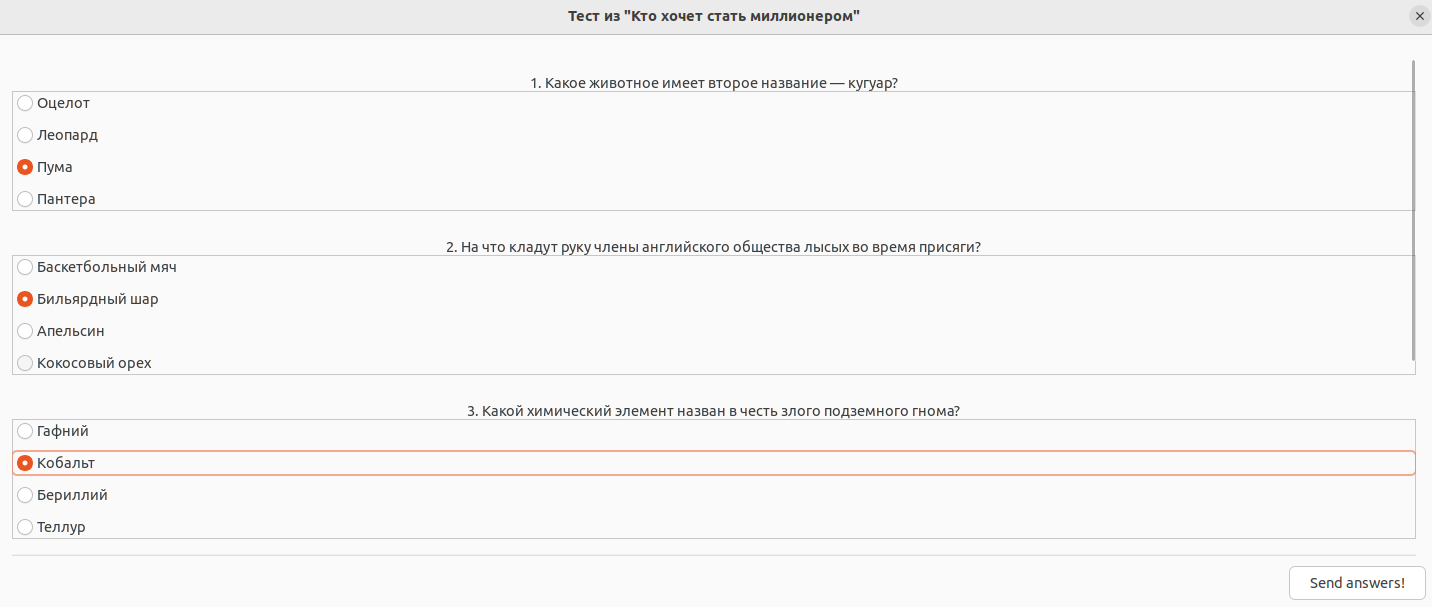 Тест из "Кто хочет стать миллионером"
1. Какое животное имеет второе название — кугуар?
Оцелот
Леопард
Пума
Пантера
2. На что кладут руку члены английского общества лысых во время присяги?
Баскетбольный мяч
Бильярдный шар
Апельсин
Кокосовый орех
3. Какой химический элемент назван в честь злого подземного гнома?
Гафний
Кобальт
Бериллий
Теллур
Send answers!